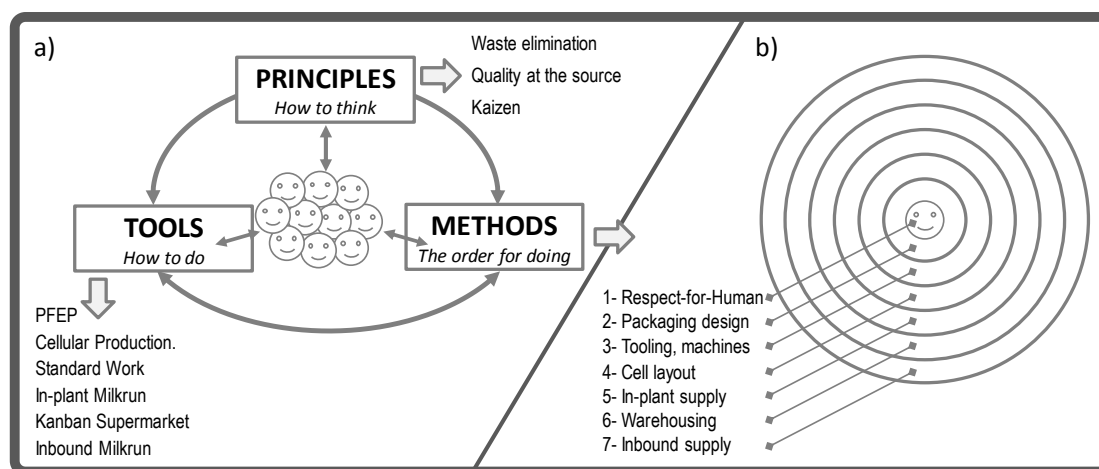 a)
PRINCIPLES
How to think
Waste elimination
Quality at the source
Kaizen
TOOLS
How to do
METHODS
The order for doing
PFEP
Cellular Production.
Standard Work
In-plant Milkrun
Kanban Supermarket
Inbound Milkrun
b)
1- Respect-for-Human
2- Packaging design
3- Tooling, machines
4- Cell layout
5- In-plant supply
6- Warehousing
7- Inbound supply